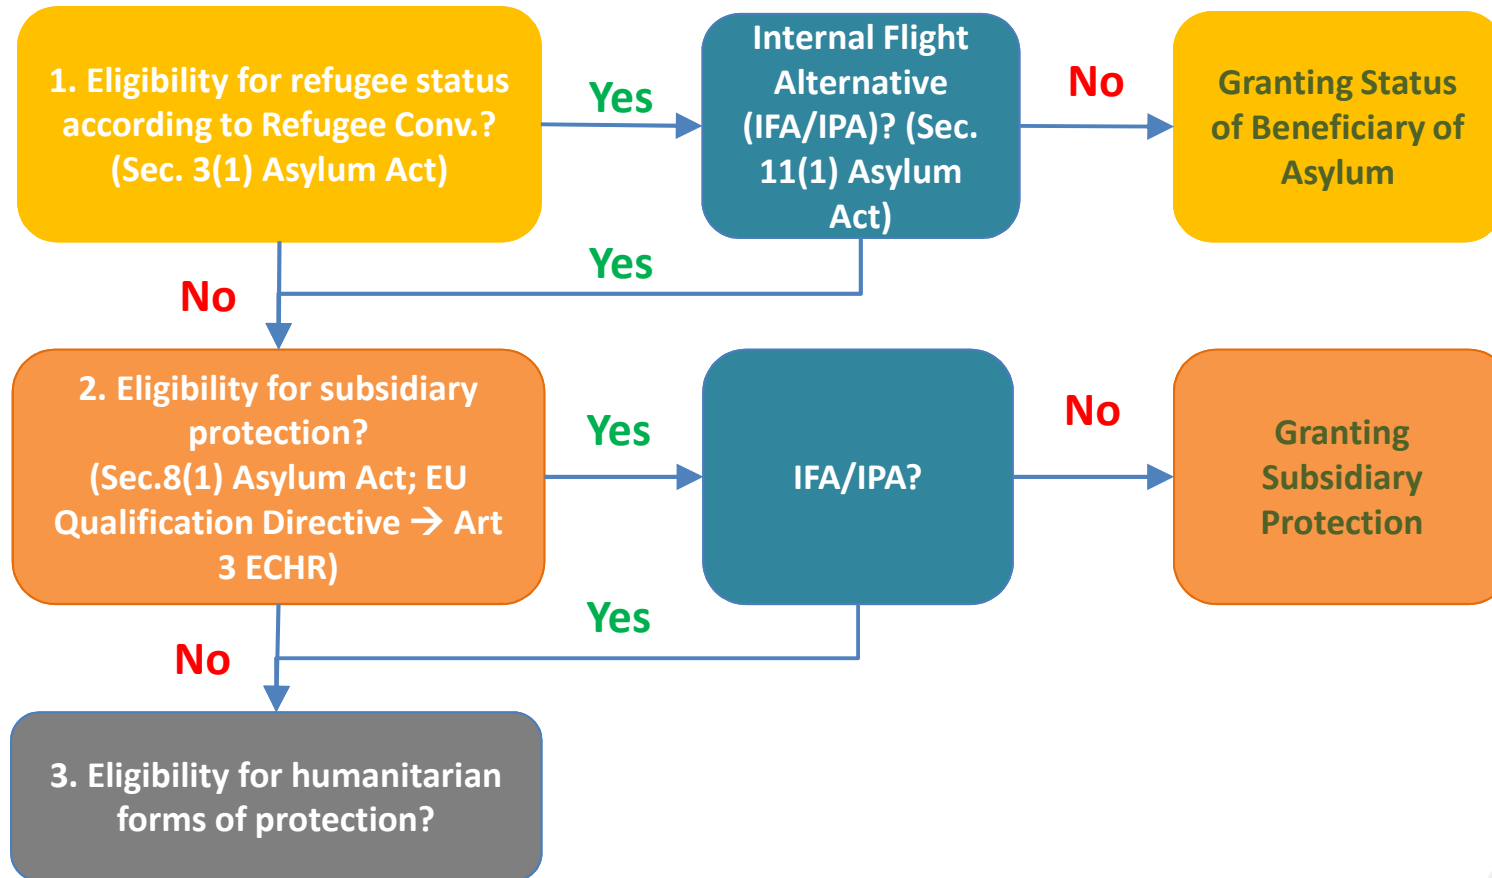 1. Eligibility for refugee status
according to Refugee Conv.?
(Sec. 3(1) Asylum Act)
Yes
Internal Flight
Alternative
(IFA/IPA)? (Sec.
11(1) Asylum
Act)
No
Granting Status
of Beneficiary of
Asylum
Yes
No
2. Eligibility for subsidiary
protection?
(Sec.8(1) Asylum Act; EU
Qualification Directive → Art
3 ECHR)
Yes
IFA/IPA?
No
Granting
Subsidiary
Protection
Yes
No
3. Eligibility for humanitarian
forms of protection?